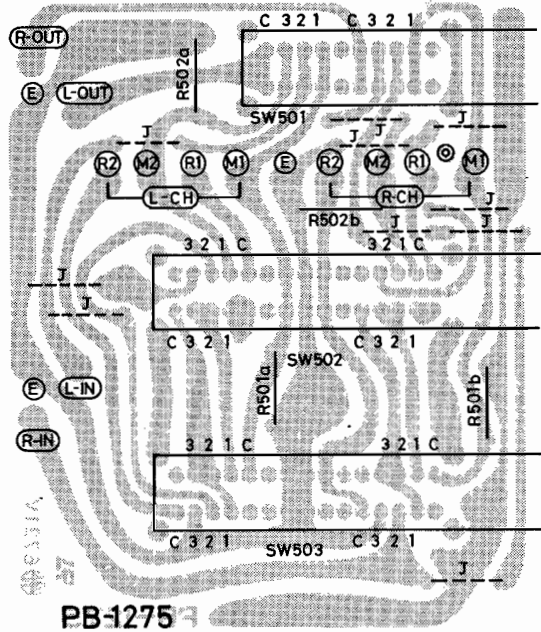 C 3 2 1 C 3 2 1
R-OUT
R502a
E L-OUT
SW501
J J J J J
R2 M2 R1 M1 E R2 M2 R1 M1
L-CH R-CH
R502b J J J
3 2 1 C 3 2 1 C
J
J
C 3 2 1 C 3 2 1
SW502
R501a R501b
E L-IN
R-IN
3 2 1 C 3 2 1 C
C 3 2 1 C 3 2 1
SW503
J
PB-1275